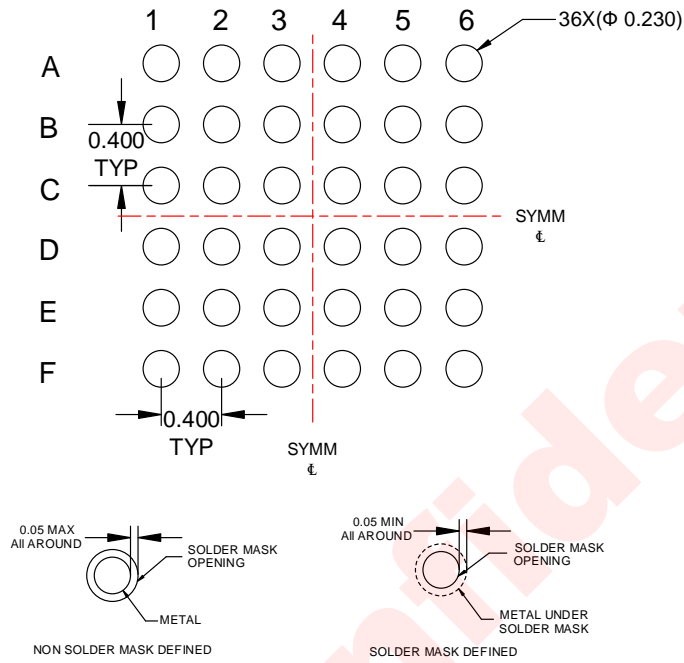 1 2 3 4 5 6
36X(Φ 0.230)
A
B
0.400
TYP
C
SYMM
℄
D
E
F
0.400
TYP
SYMM
℄
0.05 MAX
All AROUND
SOLDER MASK
OPENING
METAL
NON SOLDER MASK DEFINED
0.05 MIN
All AROUND
SOLDER MASK
OPENING
METAL UNDER
SOLDER MASK
SOLDER MASK DEFINED